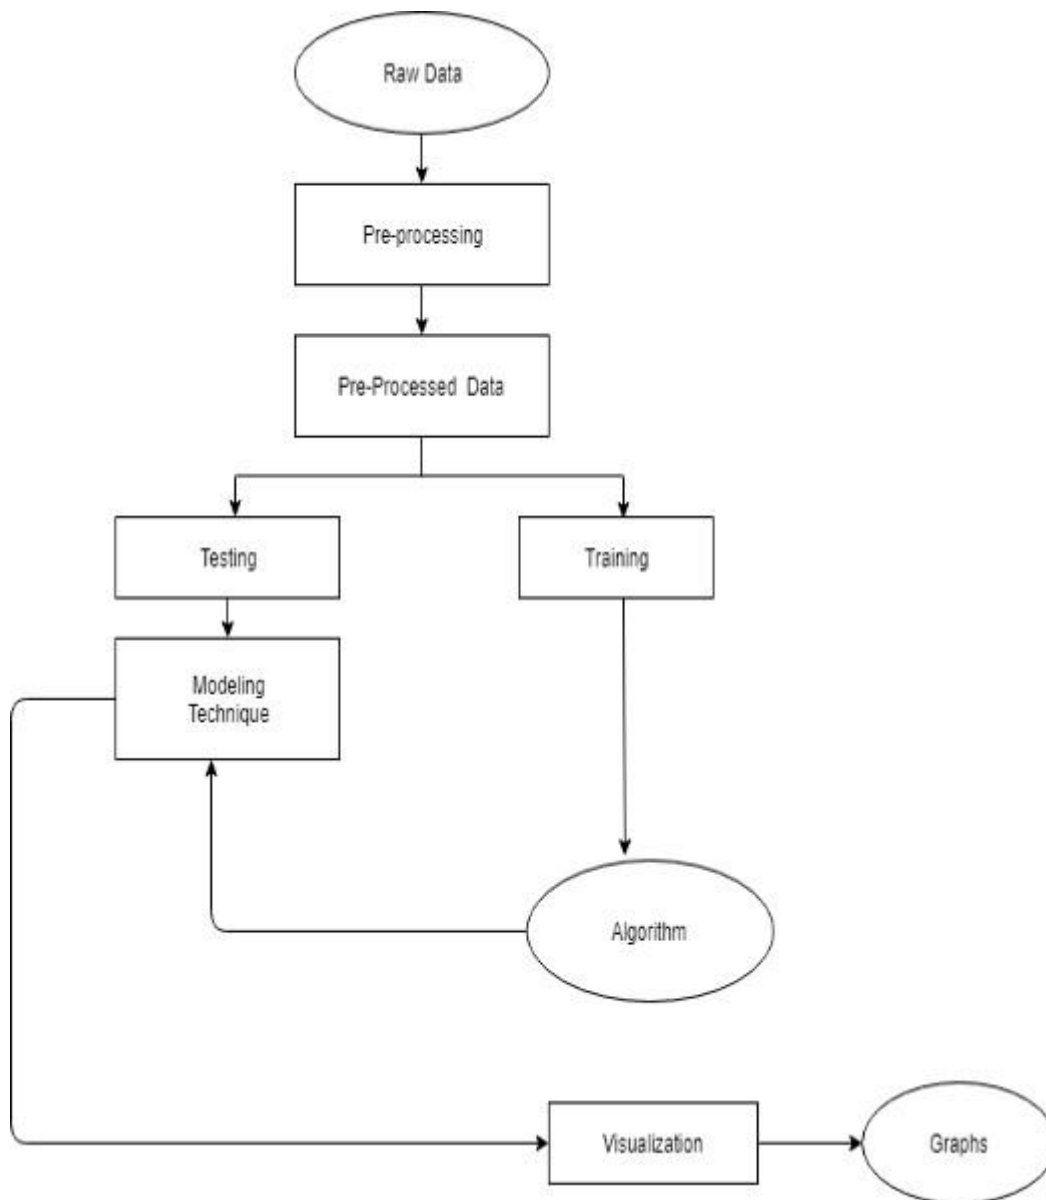 Raw Data
Pre-processing
Pre-Processed Data
Testing
Training
Modeling
Technique
Algorithm
Visualization
Graphs